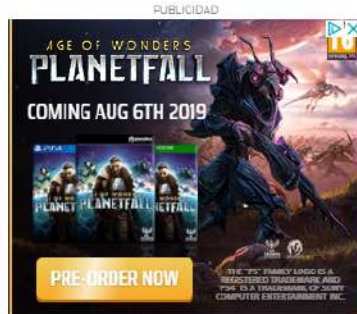 PUBLICIDAD
AGE OF WONDERS
PLANETFALL
COMING AUG 6TH 2019
PRE-ORDER NOW
THE "PS" FAMILY LOGO IS A
REGISTERED TRADEMARK AND
"PS4" IS A TRADEMARK OF SONY
COMPUTER ENTERTAINMENT INC.